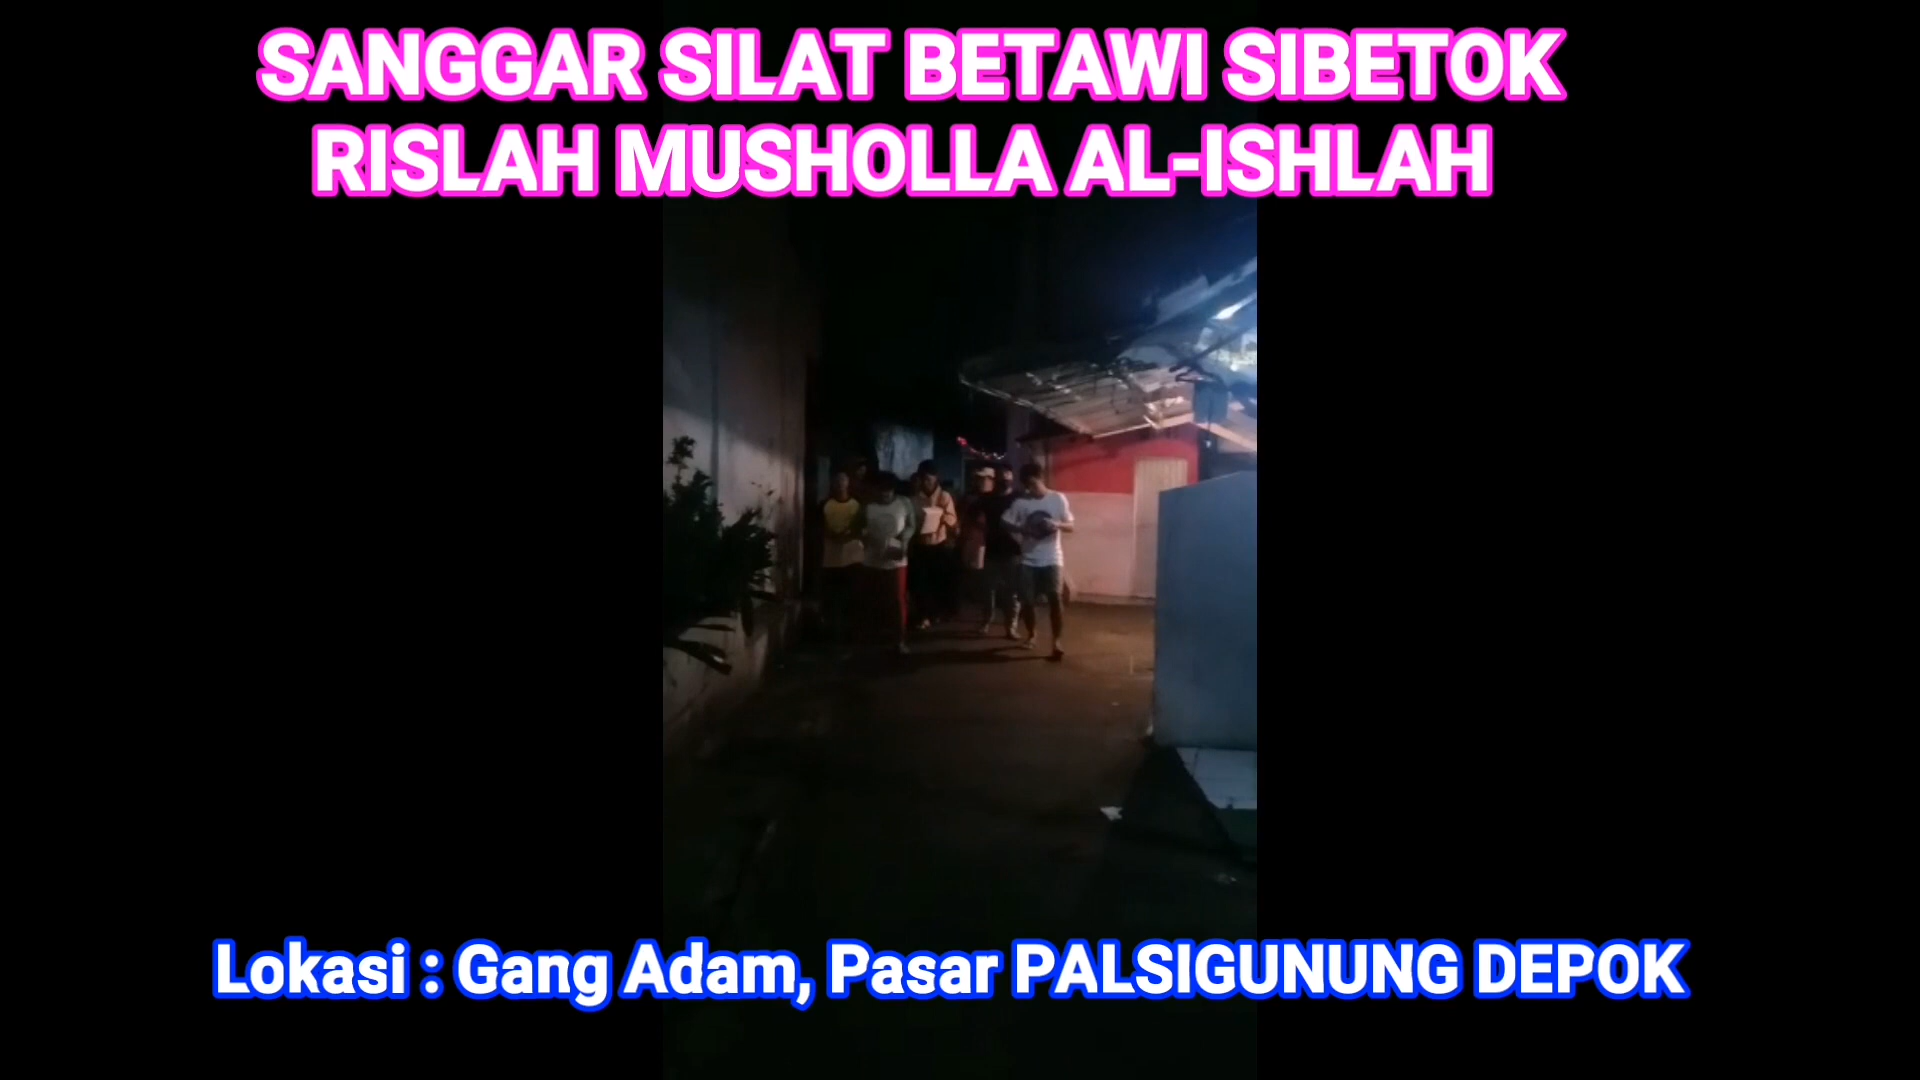 SANGGAR SILAT BETAWI SIBETOK
RISLAH MUSHOLLA AL-ISHLAH
Lokasi : Gang Adam, Pasar PALSIGUNUNG DEPOK